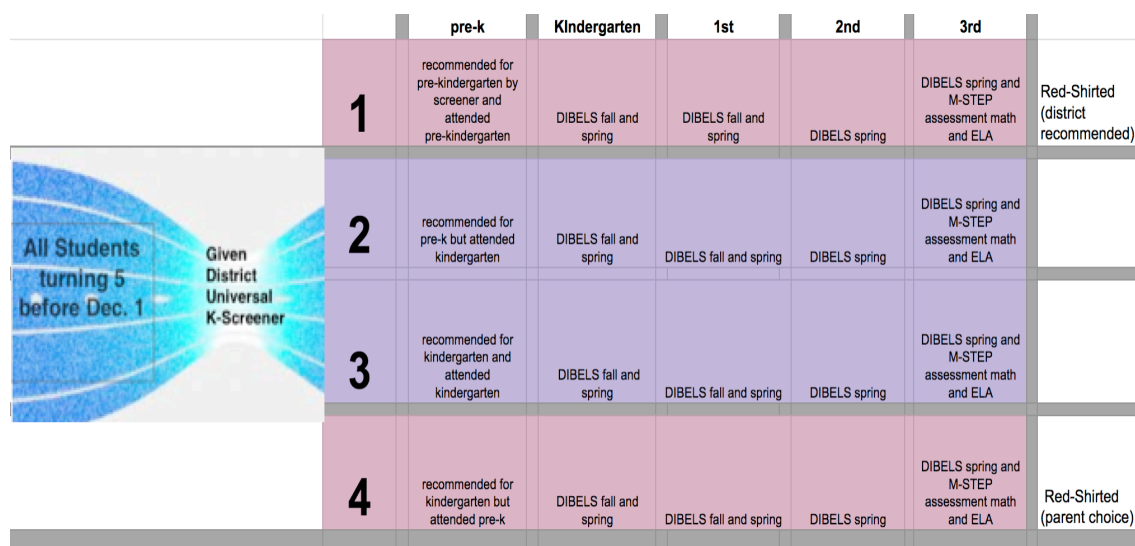 pre-k
KIndergarten
1st
2nd
3rd
1
recommended for
pre-kindergarten by
screener and
attended
pre-kindergarten
DIBELS fall and
spring
DIBELS fall and
spring
DIBELS spring
DIBELS spring and
M-STEP
assessment math
and ELA
Red-Shirted
(district
recommended)
All Students
turning 5
before Dec. 1
Given
District
Universal
K-Screener
2
recommended for
pre-k but attended
kindergarten
DIBELS fall and
spring
DIBELS fall and spring
DIBELS spring
DIBELS spring and
M-STEP
assessment math
and ELA
3
recommended for
kindergarten and
attended
kindergarten
DIBELS fall and
spring
DIBELS fall and spring
DIBELS spring
DIBELS spring and
M-STEP
assessment math
and ELA
4
recommended for
kindergarten but
attended pre-k
DIBELS fall and
spring
DIBELS fall and spring
DIBELS spring
DIBELS spring and
M-STEP
assessment math
and ELA
Red-Shirted
(parent choice)